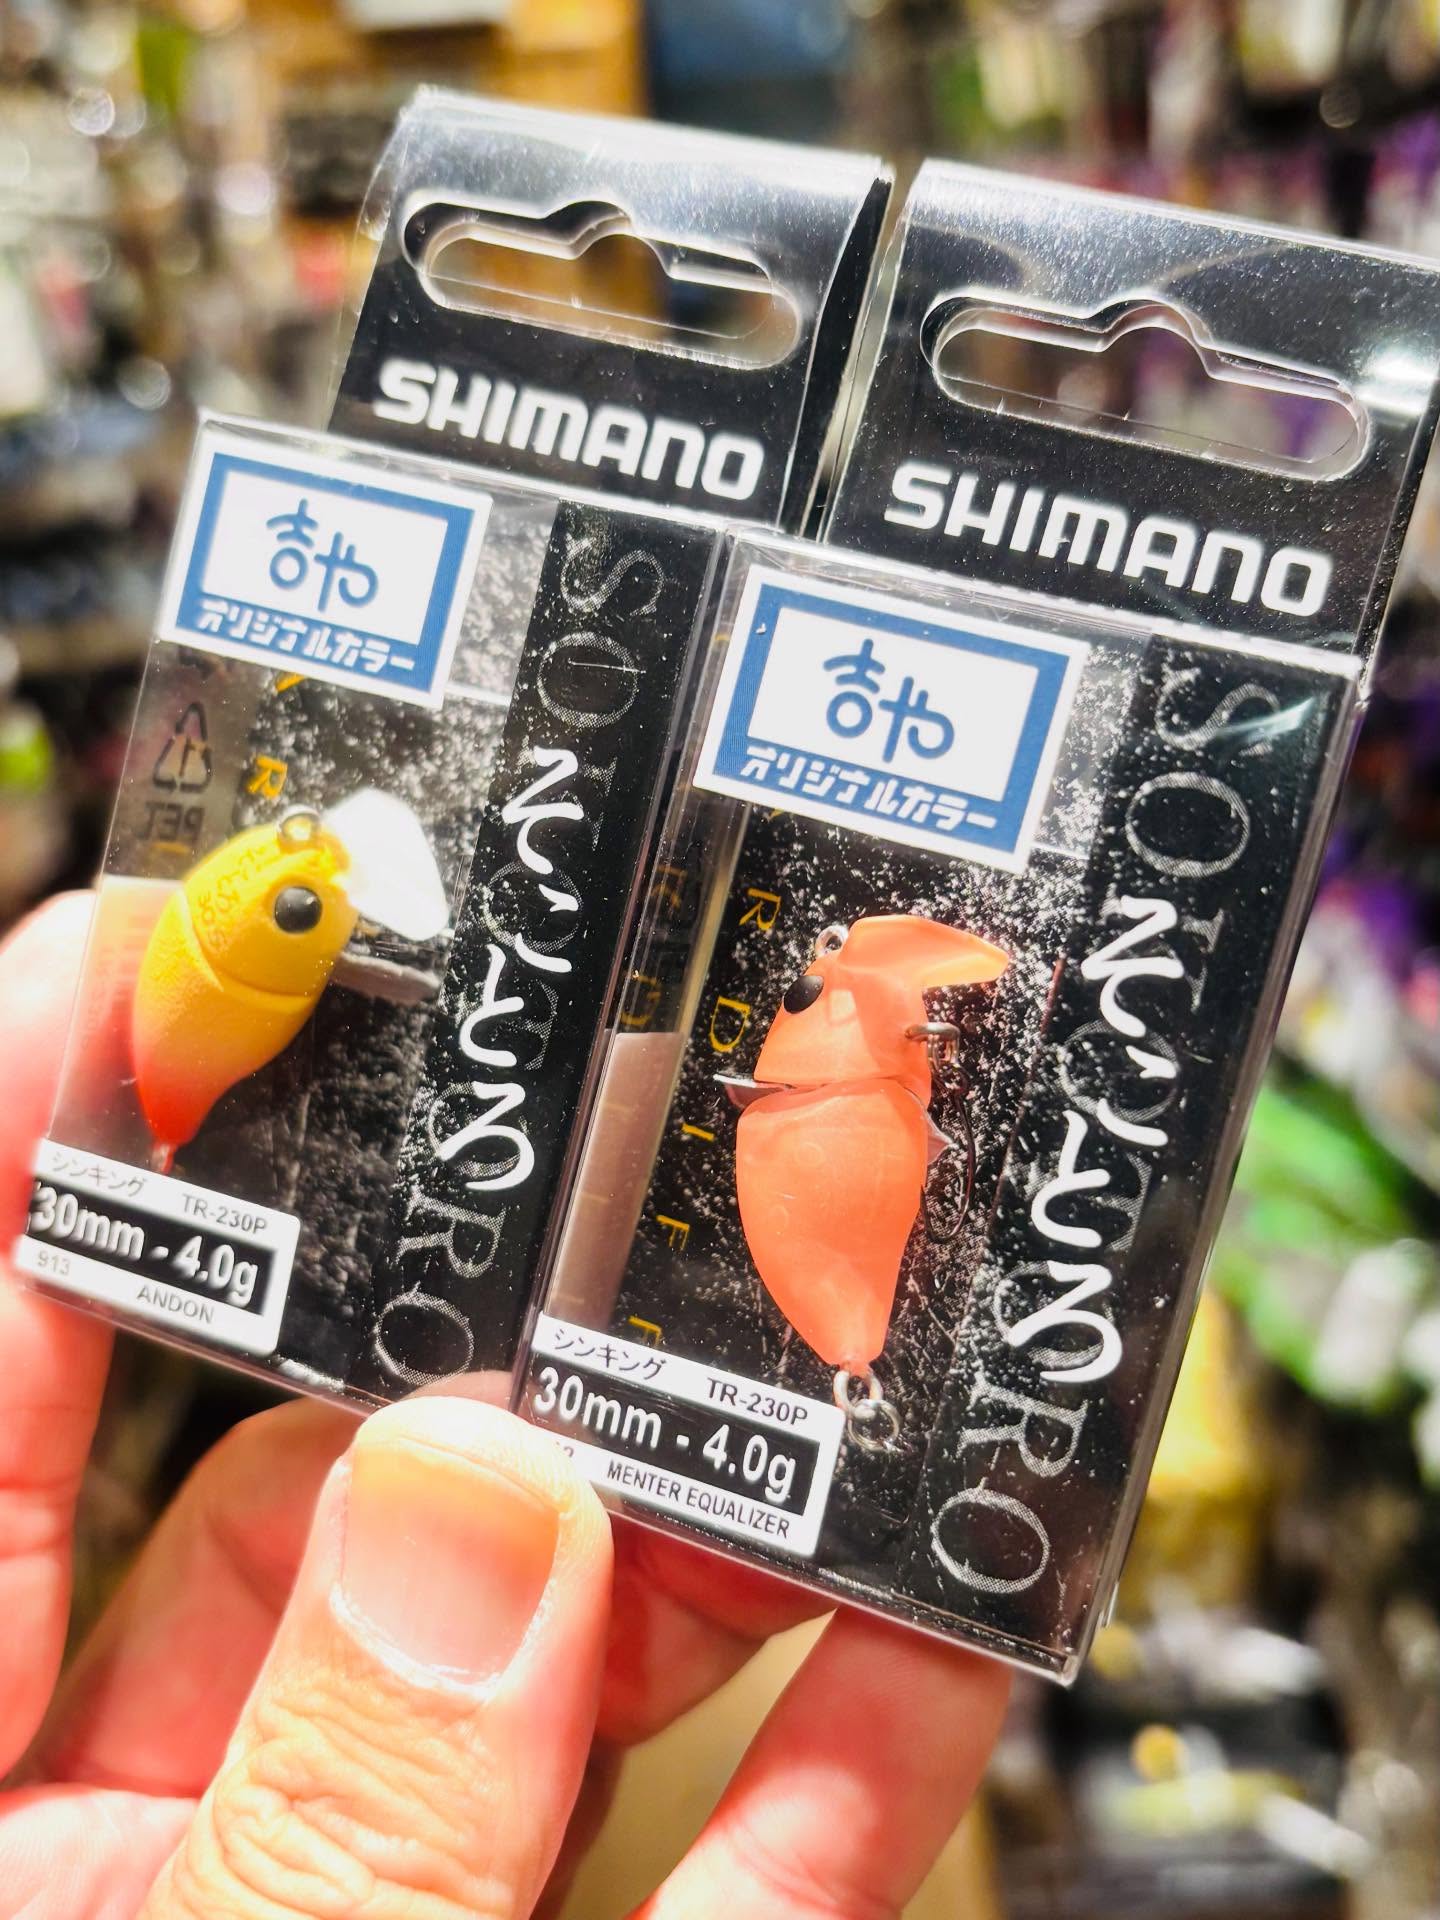 SHIMANO
吉や
オリジナルカラー
SOKOTORO
そことろ
シンキング TR-230P
30mm - 4.0g
913 ANDON
SHIMANO
吉や
オリジナルカラー
SOKOTORO
そことろ
シンキング TR-230P
30mm - 4.0g
MENTER EQUALIZER